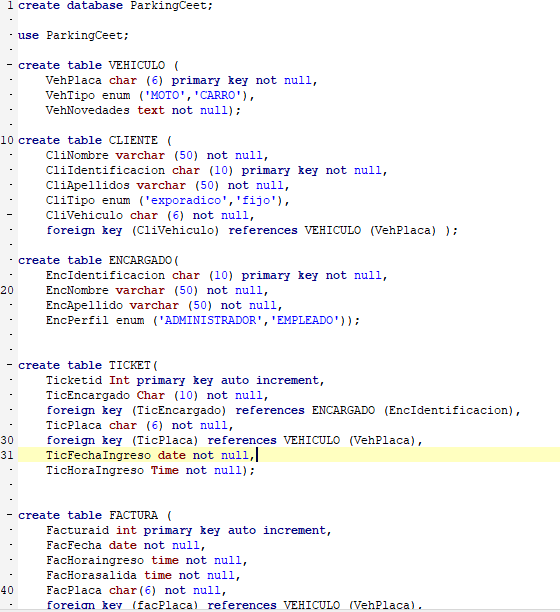 1 create database ParkingCeet;
use ParkingCeet;
create table VEHICULO (
VehPlaca char (6) primary key not null,
VehTipo enum ('MOTO','CARRO'),
VehNovedades text not null);
10 create table CLIENTE (
CliNombre varchar (50) not null,
CliIdentificacion char (10) primary key not null,
CliApellidos varchar (50) not null,
CliTipo enum ('exporadico','fijo'),
CliVehiculo char (6) not null,
foreign key (CliVehiculo) references VEHICULO (VehPlaca) );
create table ENCARGADO(
EncIdentificacion char (10) primary key not null,
20 EncNombre varchar (50) not null,
EncApellido varchar (50) not null,
EncPerfil enum ('ADMINISTRADOR','EMPLEADO'));
create table TICKET(
Ticketid Int primary key auto increment,
TicEncargado Char (10) not null,
foreign key (TicEncargado) references ENCARGADO (EncIdentificacion),
TicPlaca char (6) not null,
30 foreign key (TicPlaca) references VEHICULO (VehPlaca),
31 TicFechaIngreso date not null,
TicHoraIngreso Time not null);
create table FACTURA (
Facturaid int primary key auto increment,
FacFecha date not null,
FacHoraingreso time not null,
FacHorasalida time not null,
40 FacPlaca char(6) not null,
foreign key (facPlaca) references VEHICULO (VehPlaca),